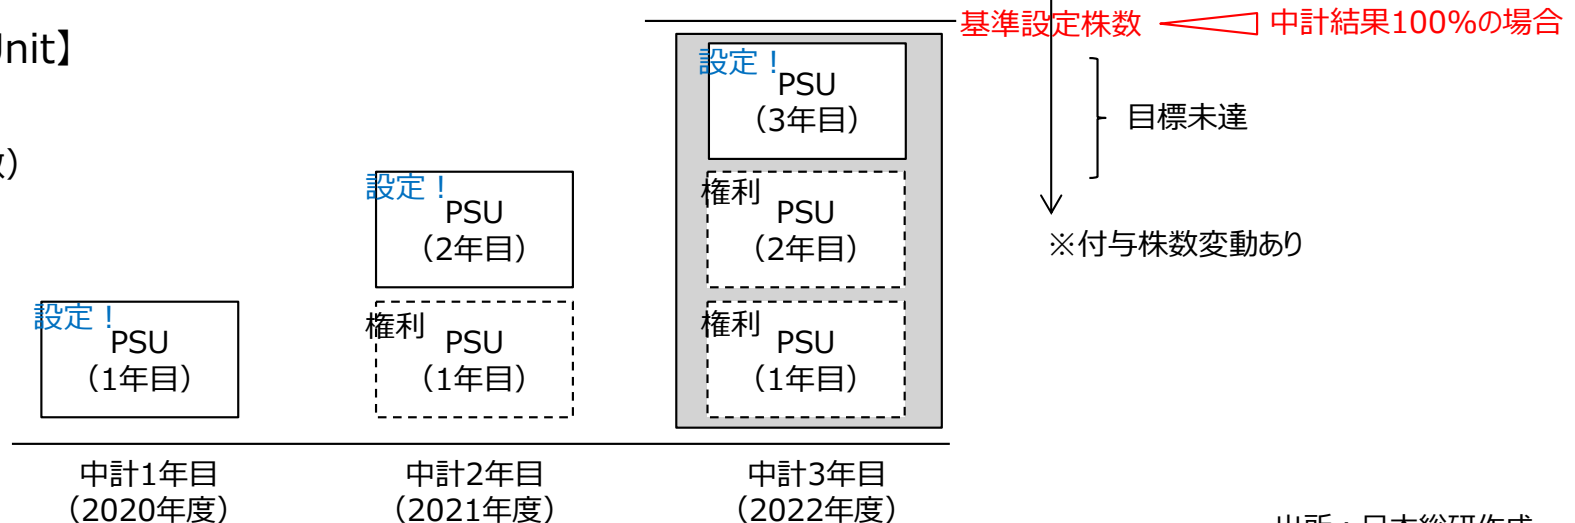 基準設定株数 中計結果100%の場合
Unit】
設定！
PSU
（3年目）
目標未達
設定！
PSU
（2年目）
権利
PSU
（2年目）
※付与株数変動あり
設定！
PSU
（1年目）
権利
PSU
（1年目）
権利
PSU
（1年目）
中計1年目
（2020年度）
中計2年目
（2021年度）
中計3年目
（2022年度）